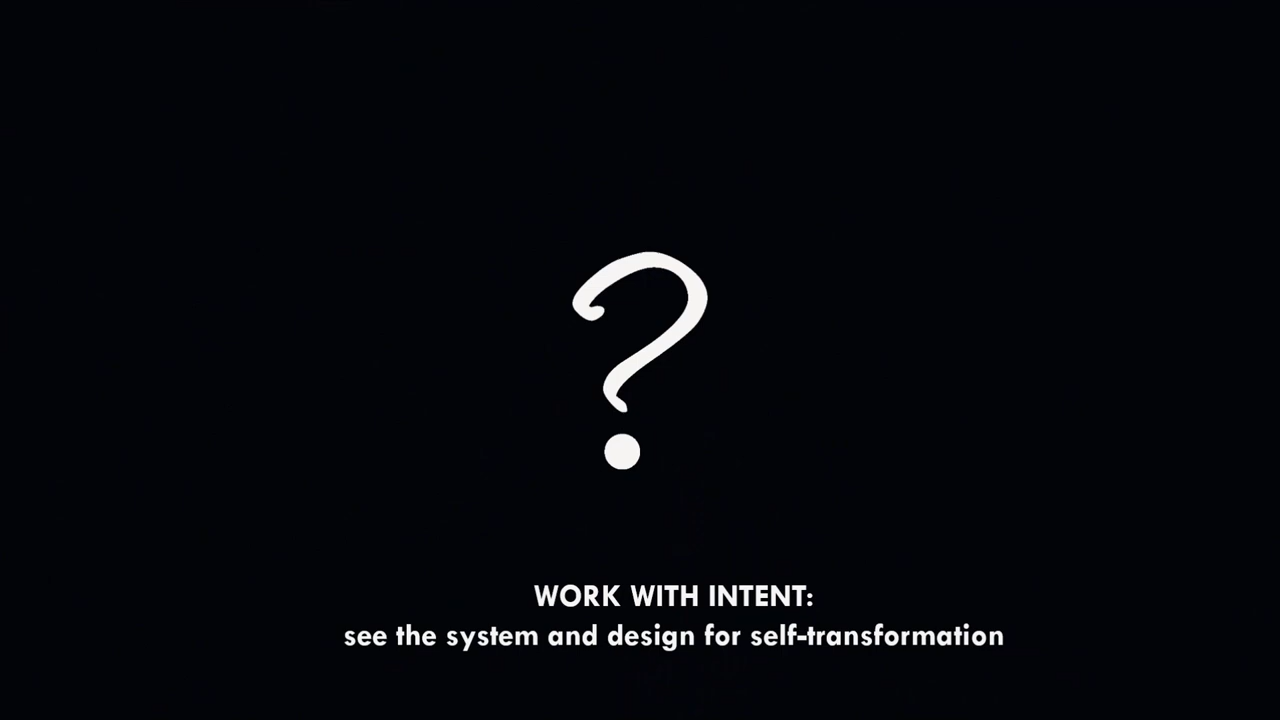 ?
WORK WITH INTENT:
see the system and design for self-transformation